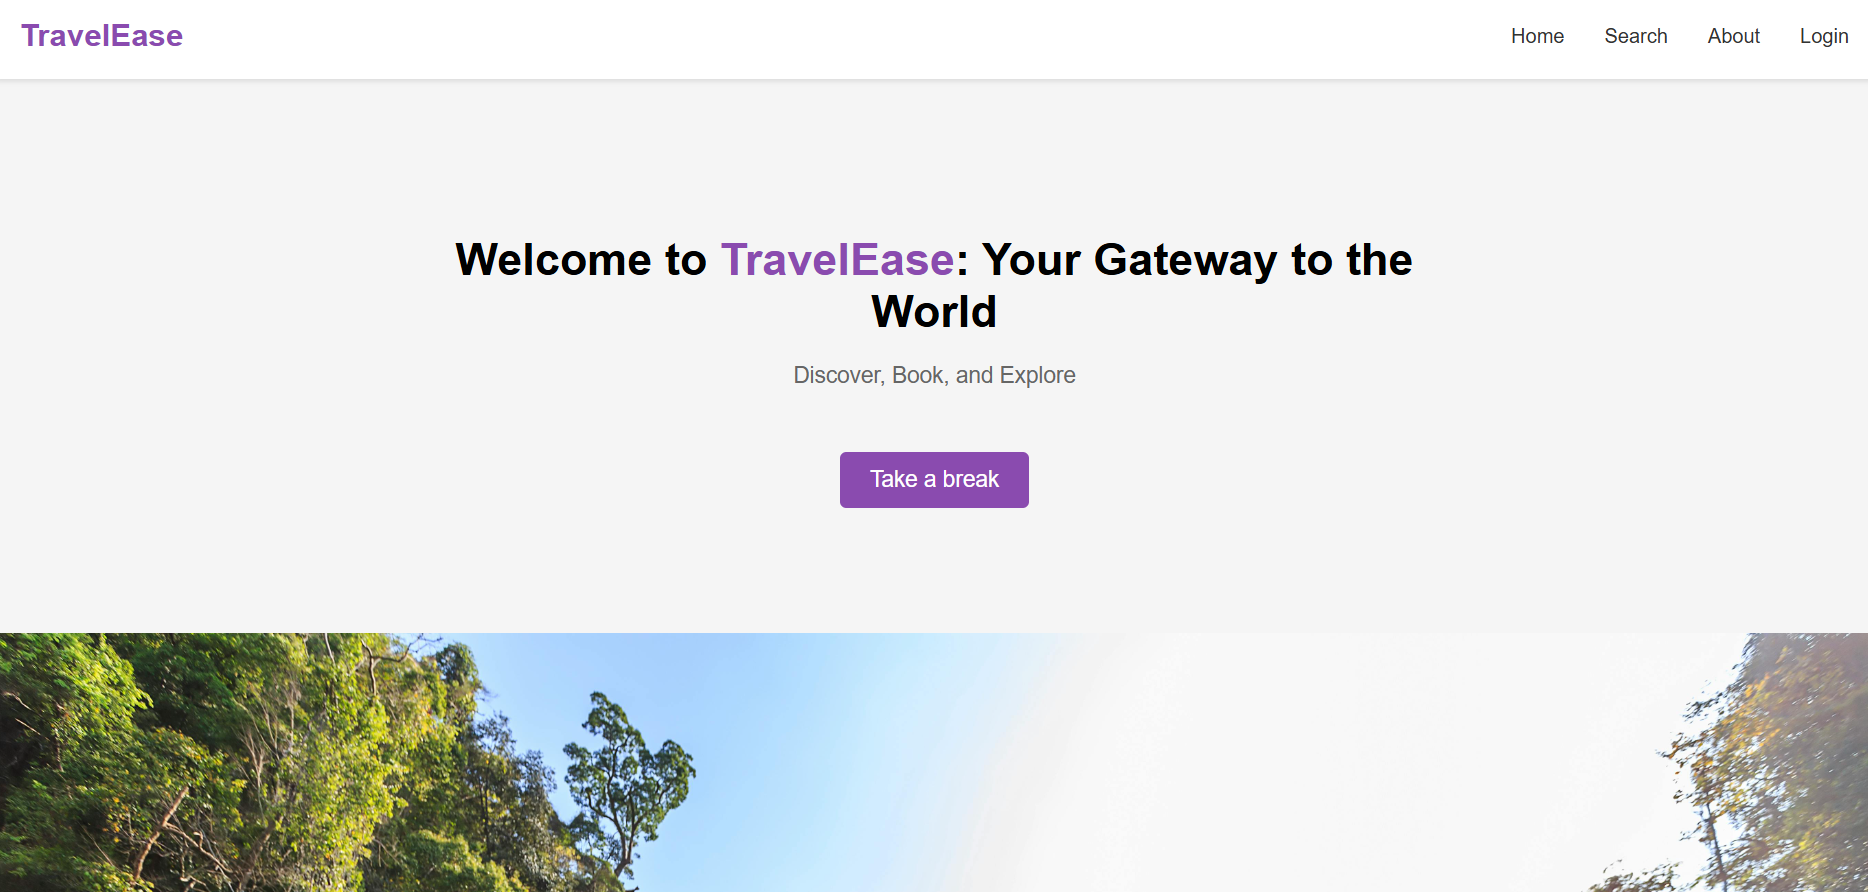 TravelEase
Home Search About Login
Welcome to TravelEase: Your Gateway to the
World
Discover, Book, and Explore
Take a break